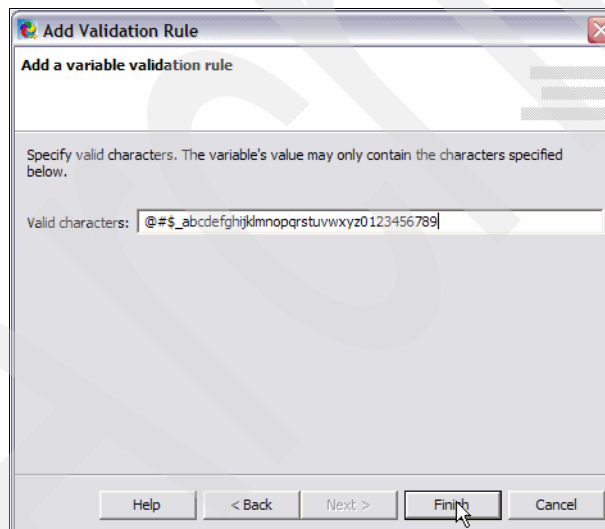 Add Validation Rule
Add a variable validation rule
Specify valid characters. The variable's value may only contain the characters specified
below.
Valid characters: @#$_abcdefghijklmnopqrstuvwxyz0123456789
Help < Back Next > Finish Cancel